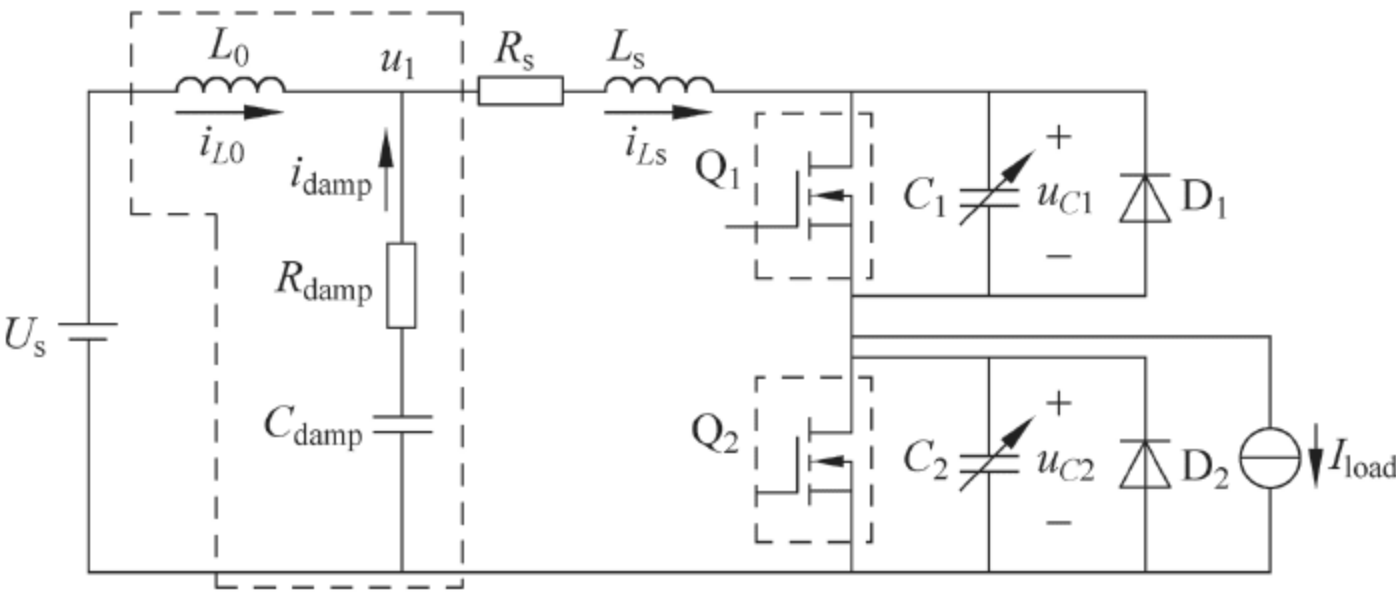 L0
u1
Rs
Ls
iL0
iLs
idamp
Q1
C1
+
uC1
−
D1
Rdamp
Us
Cdamp
Q2
C2
+
uC2
−
D2
Iload